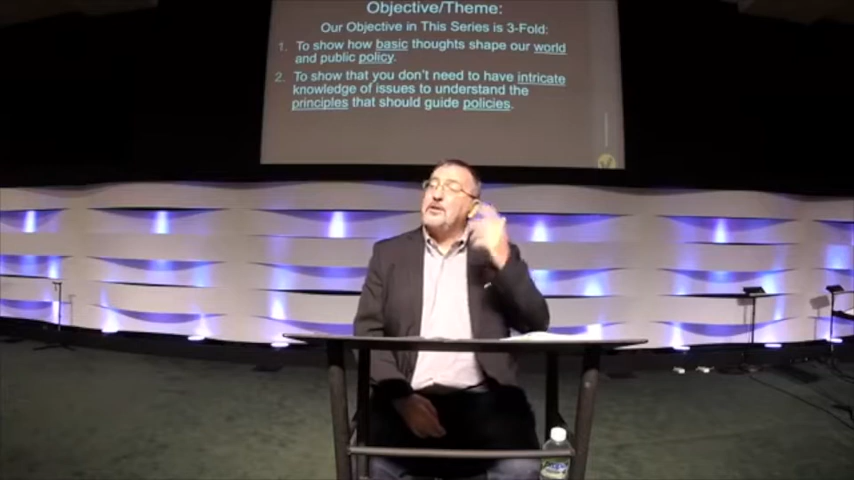 Objective/Theme:
Our Objective in This Series is 3-Fold:
1. To show how basic thoughts shape our world
and public policy.
2. To show that you don't need to have intricate
knowledge of issues to understand the
principles that should guide policies.